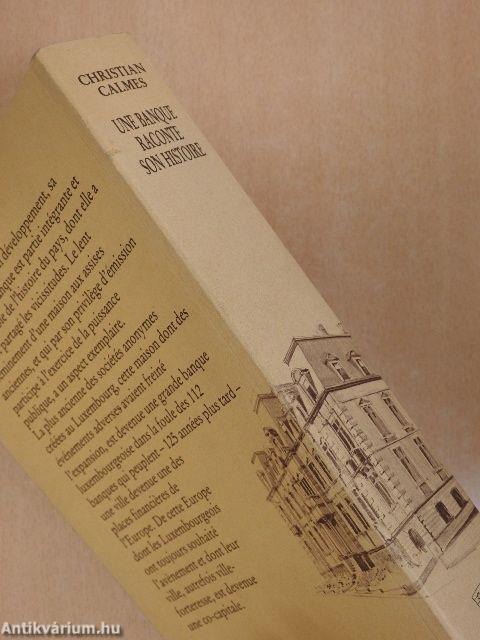 CHRISTIAN
CALMES
UNE BANQUE
RACONTE
SON HISTOIRE
développement, sa
que est partie intégrante et
de l'histoire du pays, dont elle a
partagé les vicissitudes. Le lent
d'une maison aux assises
anciennes, et qui par son privilège d'émission
participe à l'exercice de la puissance
publique, a un aspect exemplaire.
La plus ancienne des sociétés anonymes
créées au Luxembourg, cette maison dont des
événements adverses avaient freiné
l'expansion, est devenue une grande banque
luxembourgeoise dans la foule des 112
banques qui peuplent – 125 années plus tard –
une ville devenue une des
places financières de
l'Europe. De cette Europe
dont les Luxembourgeois
ont toujours souhaité
l'avènement et dont leur
ville, autrefois ville-
forteresse, est devenue
une co-capitale.
Antikvárium.hu